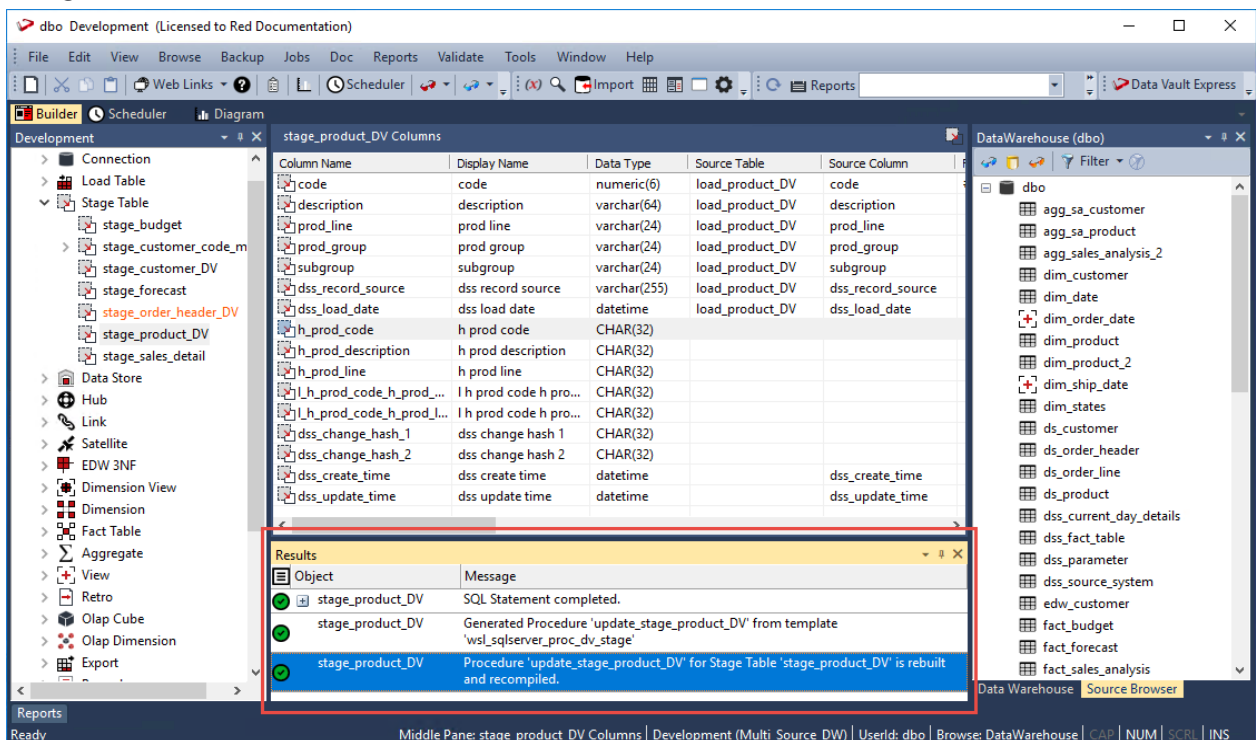 dbo Development (Licensed to Red Documentation)
File Edit View Browse Backup Jobs Doc Reports Validate Tools Window Help
Web Links Scheduler (x) Import Reports Data Vault Express
Builder Scheduler Diagram
Development
Connection
Load Table
Stage Table
stage_budget
stage_customer_code_m
stage_customer_DV
stage_forecast
stage_order_header_DV
stage_product_DV
stage_sales_detail
Data Store
Hub
Link
Satellite
EDW 3NF
Dimension View
Dimension
Fact Table
Aggregate
View
Retro
Olap Cube
Olap Dimension
Export
stage_product_DV Columns
Column Name Display Name Data Type Source Table Source Column
code code numeric(6) load_product_DV code
description description varchar(64) load_product_DV description
prod_line prod line varchar(24) load_product_DV prod_line
prod_group prod group varchar(24) load_product_DV prod_group
subgroup subgroup varchar(24) load_product_DV subgroup
dss_record_source dss record source varchar(255) load_product_DV dss_record_source
dss_load_date dss load date datetime load_product_DV dss_load_date
h_prod_code h prod code CHAR(32)
h_prod_description h prod description CHAR(32)
h_prod_line h prod line CHAR(32)
l_h_prod_code_h_prod_... l h prod code h pro... CHAR(32)
l_h_prod_code_h_prod_l... l h prod code h pro... CHAR(32)
dss_change_hash_1 dss change hash 1 CHAR(32)
dss_change_hash_2 dss change hash 2 CHAR(32)
dss_create_time dss create time datetime dss_create_time
dss_update_time dss update time datetime dss_update_time
Results
Object Message
stage_product_DV SQL Statement completed.
stage_product_DV Generated Procedure 'update_stage_product_DV' from template
'wsl_sqlserver_proc_dv_stage'
stage_product_DV Procedure 'update_stage_product_DV' for Stage Table 'stage_product_DV' is rebuilt
and recompiled.
DataWarehouse (dbo)
Filter
dbo
agg_sa_customer
agg_sa_product
agg_sales_analysis_2
dim_customer
dim_date
dim_order_date
dim_product
dim_product_2
dim_ship_date
dim_states
ds_customer
ds_order_header
ds_order_line
ds_product
dss_current_day_details
dss_fact_table
dss_parameter
dss_source_system
edw_customer
fact_budget
fact_forecast
fact_sales_analysis
Data Warehouse Source Browser
Reports
Ready Middle Pane: stage_product_DV Columns Development (Multi_Source_DW) UserId: dbo Browse: DataWarehouse CAP NUM SCRL INS